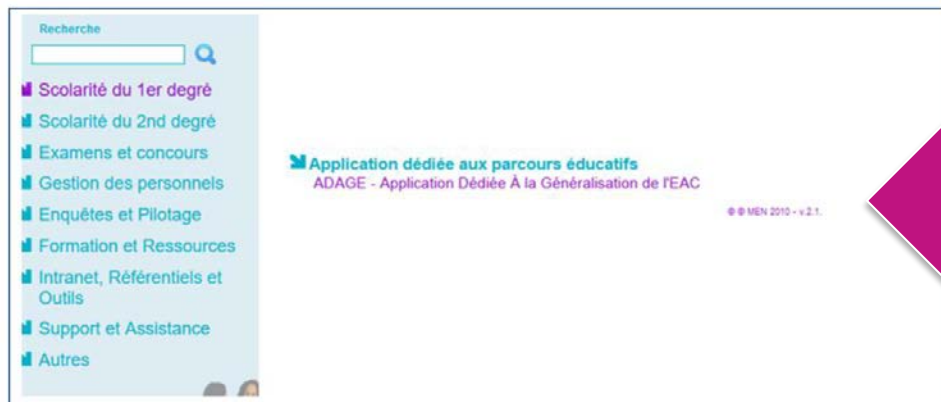 Recherche
Scolarité du 1er degré
Scolarité du 2nd degré
Examens et concours
Gestion des personnels
Enquêtes et Pilotage
Formation et Ressources
Intranet, Référentiels et
Outils
Support et Assistance
Autres
Application dédiée aux parcours éducatifs
ADAGE - Application Dédiée À la Généralisation de l'EAC
© © MEN 2010 - v.2.1.